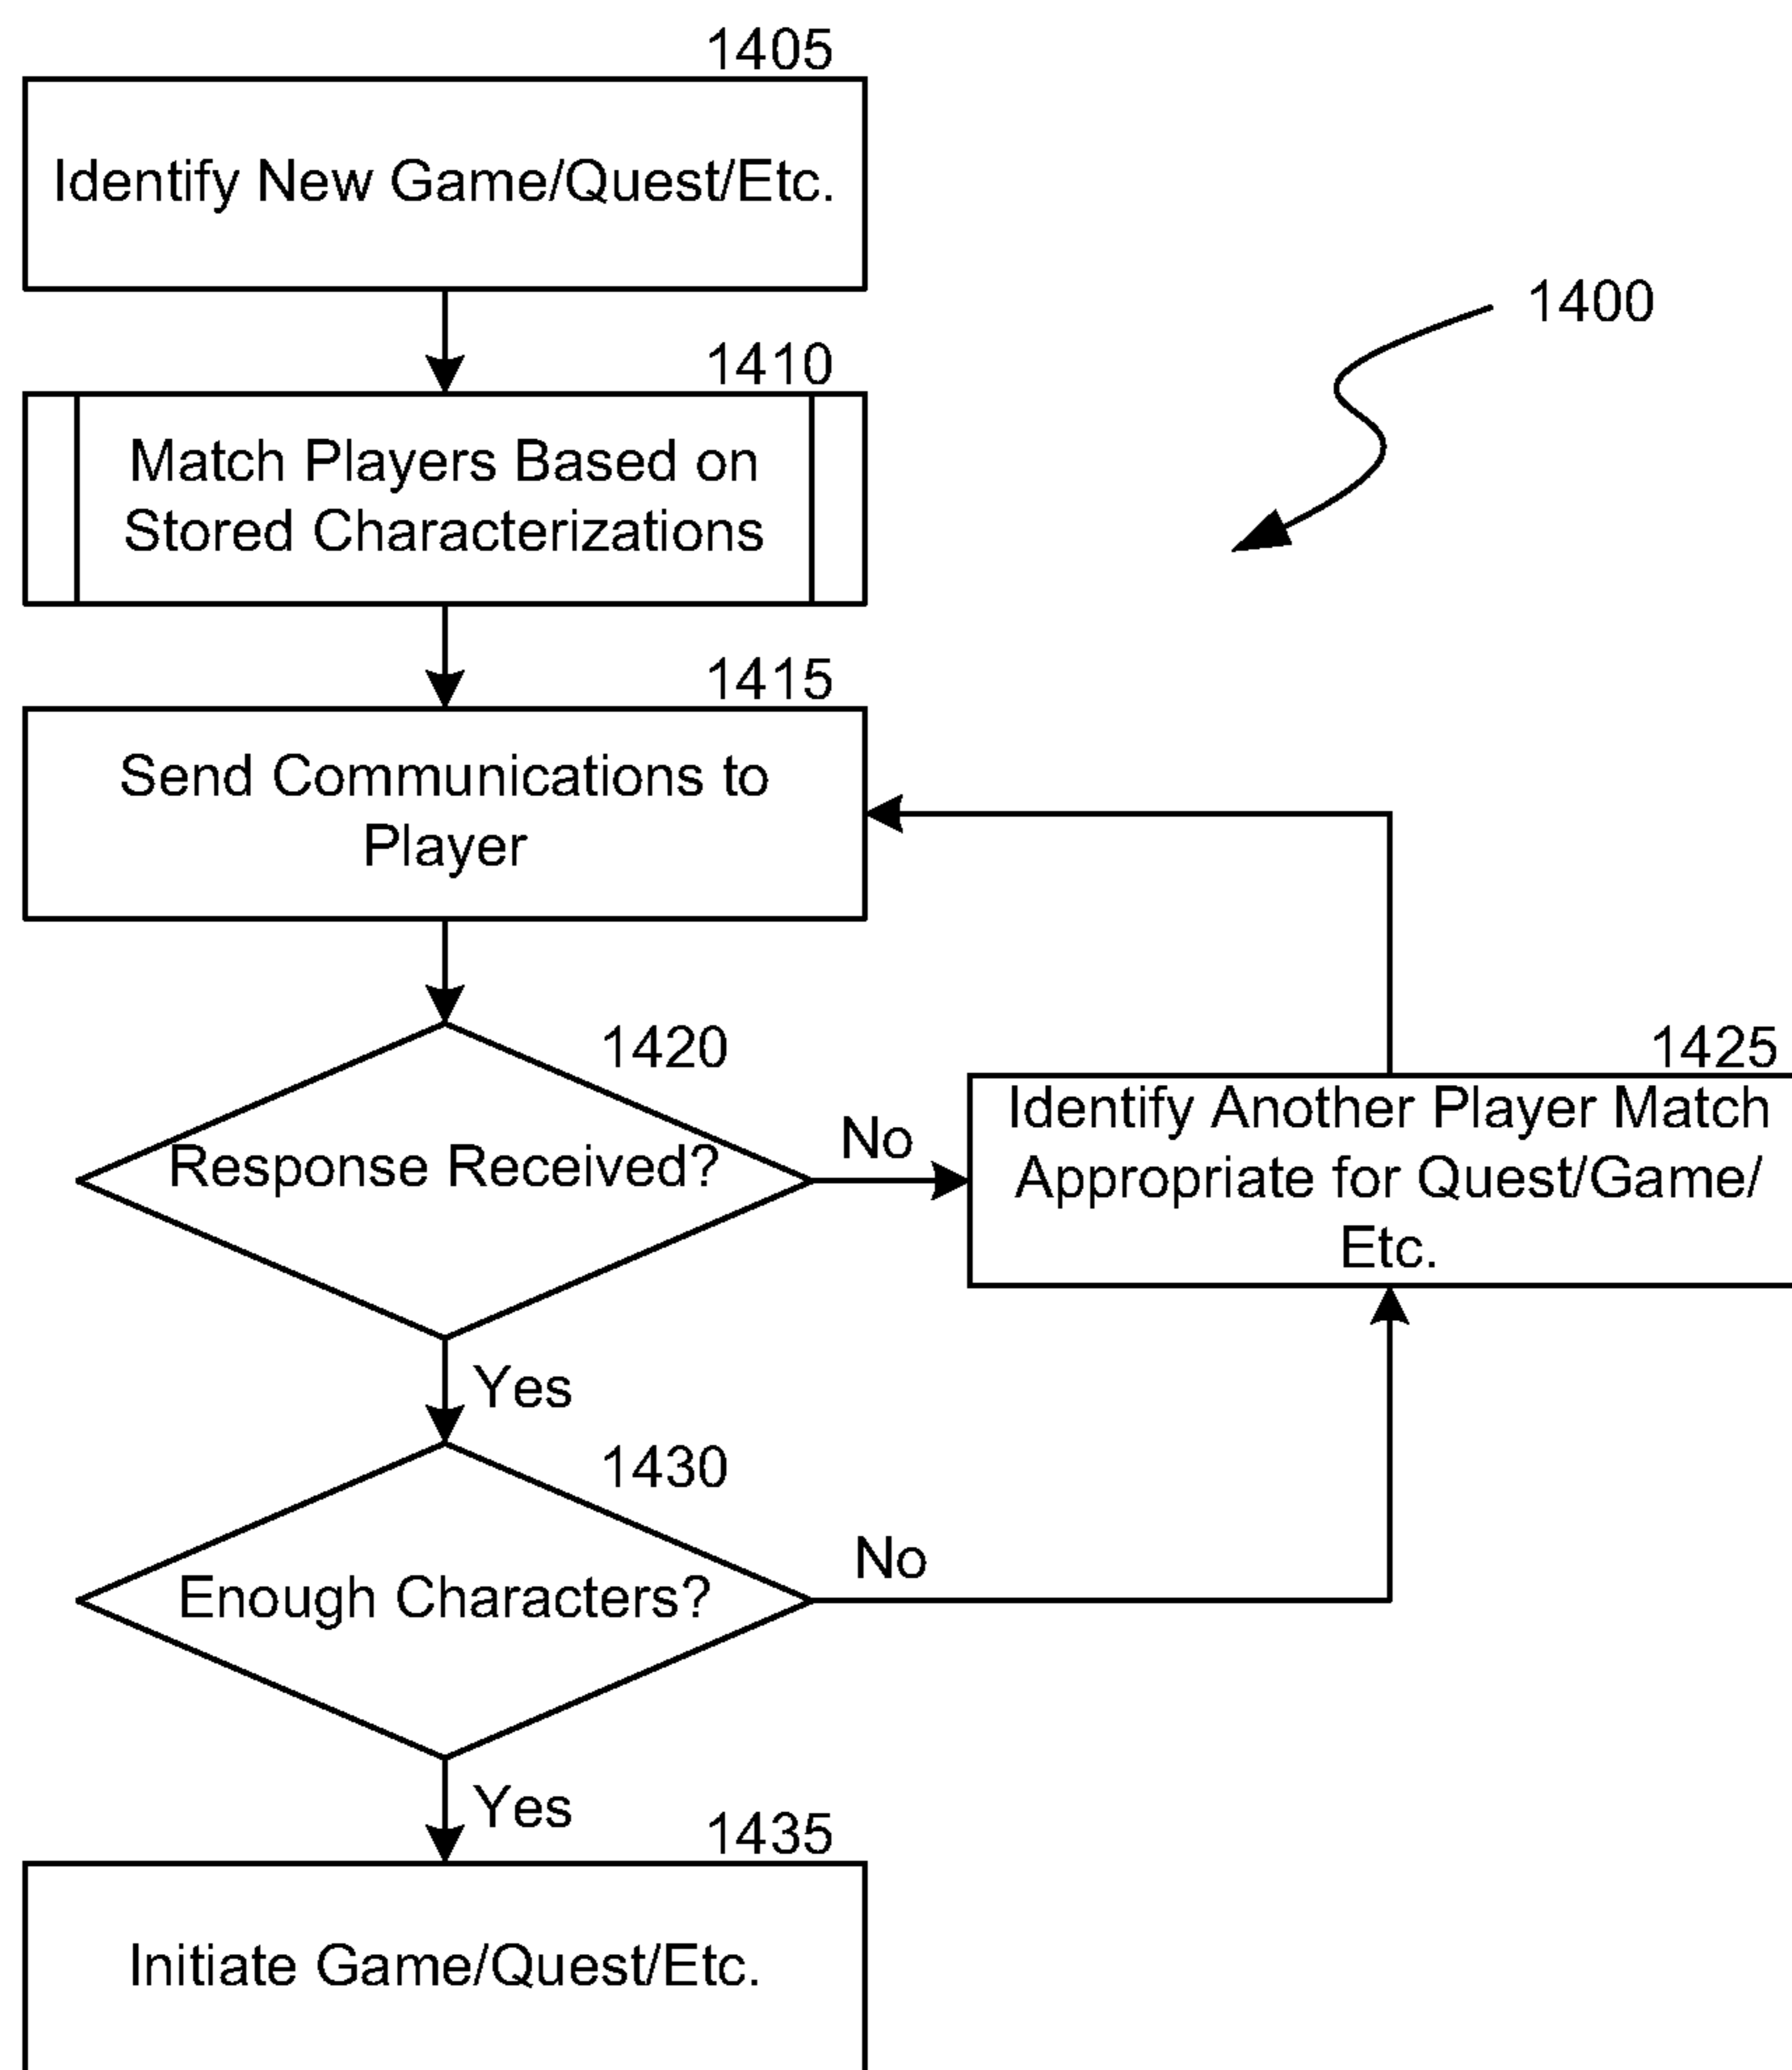 1405
Identify New Game/Quest/Etc.
1400
1410
Match Players Based on
Stored Characterizations
1415
Send Communications to
Player
1420
Response Received?
No
1425
Identify Another Player Match
Appropriate for Quest/Game/
Etc.
Yes
1430
Enough Characters?
No
Yes
1435
Initiate Game/Quest/Etc.